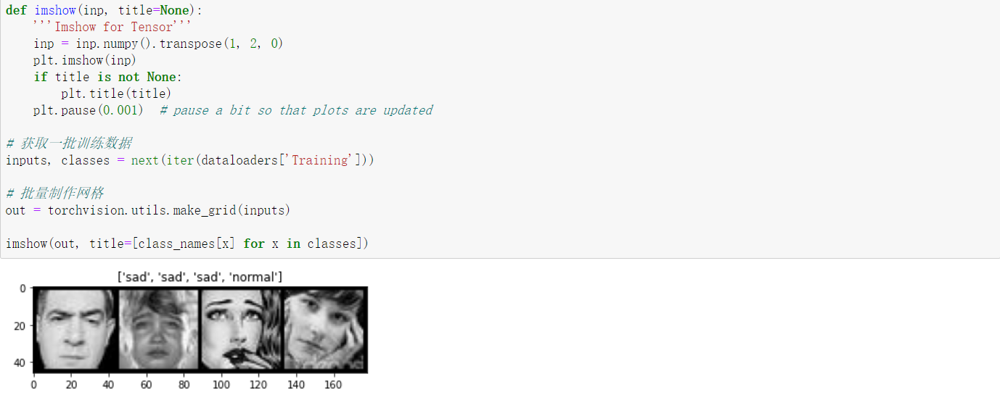 def imshow(inp, title=None):
    '''Imshow for Tensor'''
    inp = inp.numpy().transpose(1, 2, 0)
    plt.imshow(inp)
    if title is not None:
        plt.title(title)
    plt.pause(0.001)  # pause a bit so that plots are updated
# 获取一批训练数据
inputs, classes = next(iter(dataloaders['Training']))
# 批量制作网格
out = torchvision.utils.make_grid(inputs)
imshow(out, title=[class_names[x] for x in classes])
['sad', 'sad', 'sad', 'normal']
0
20
40
0 20 40 60 80 100 120 140 160